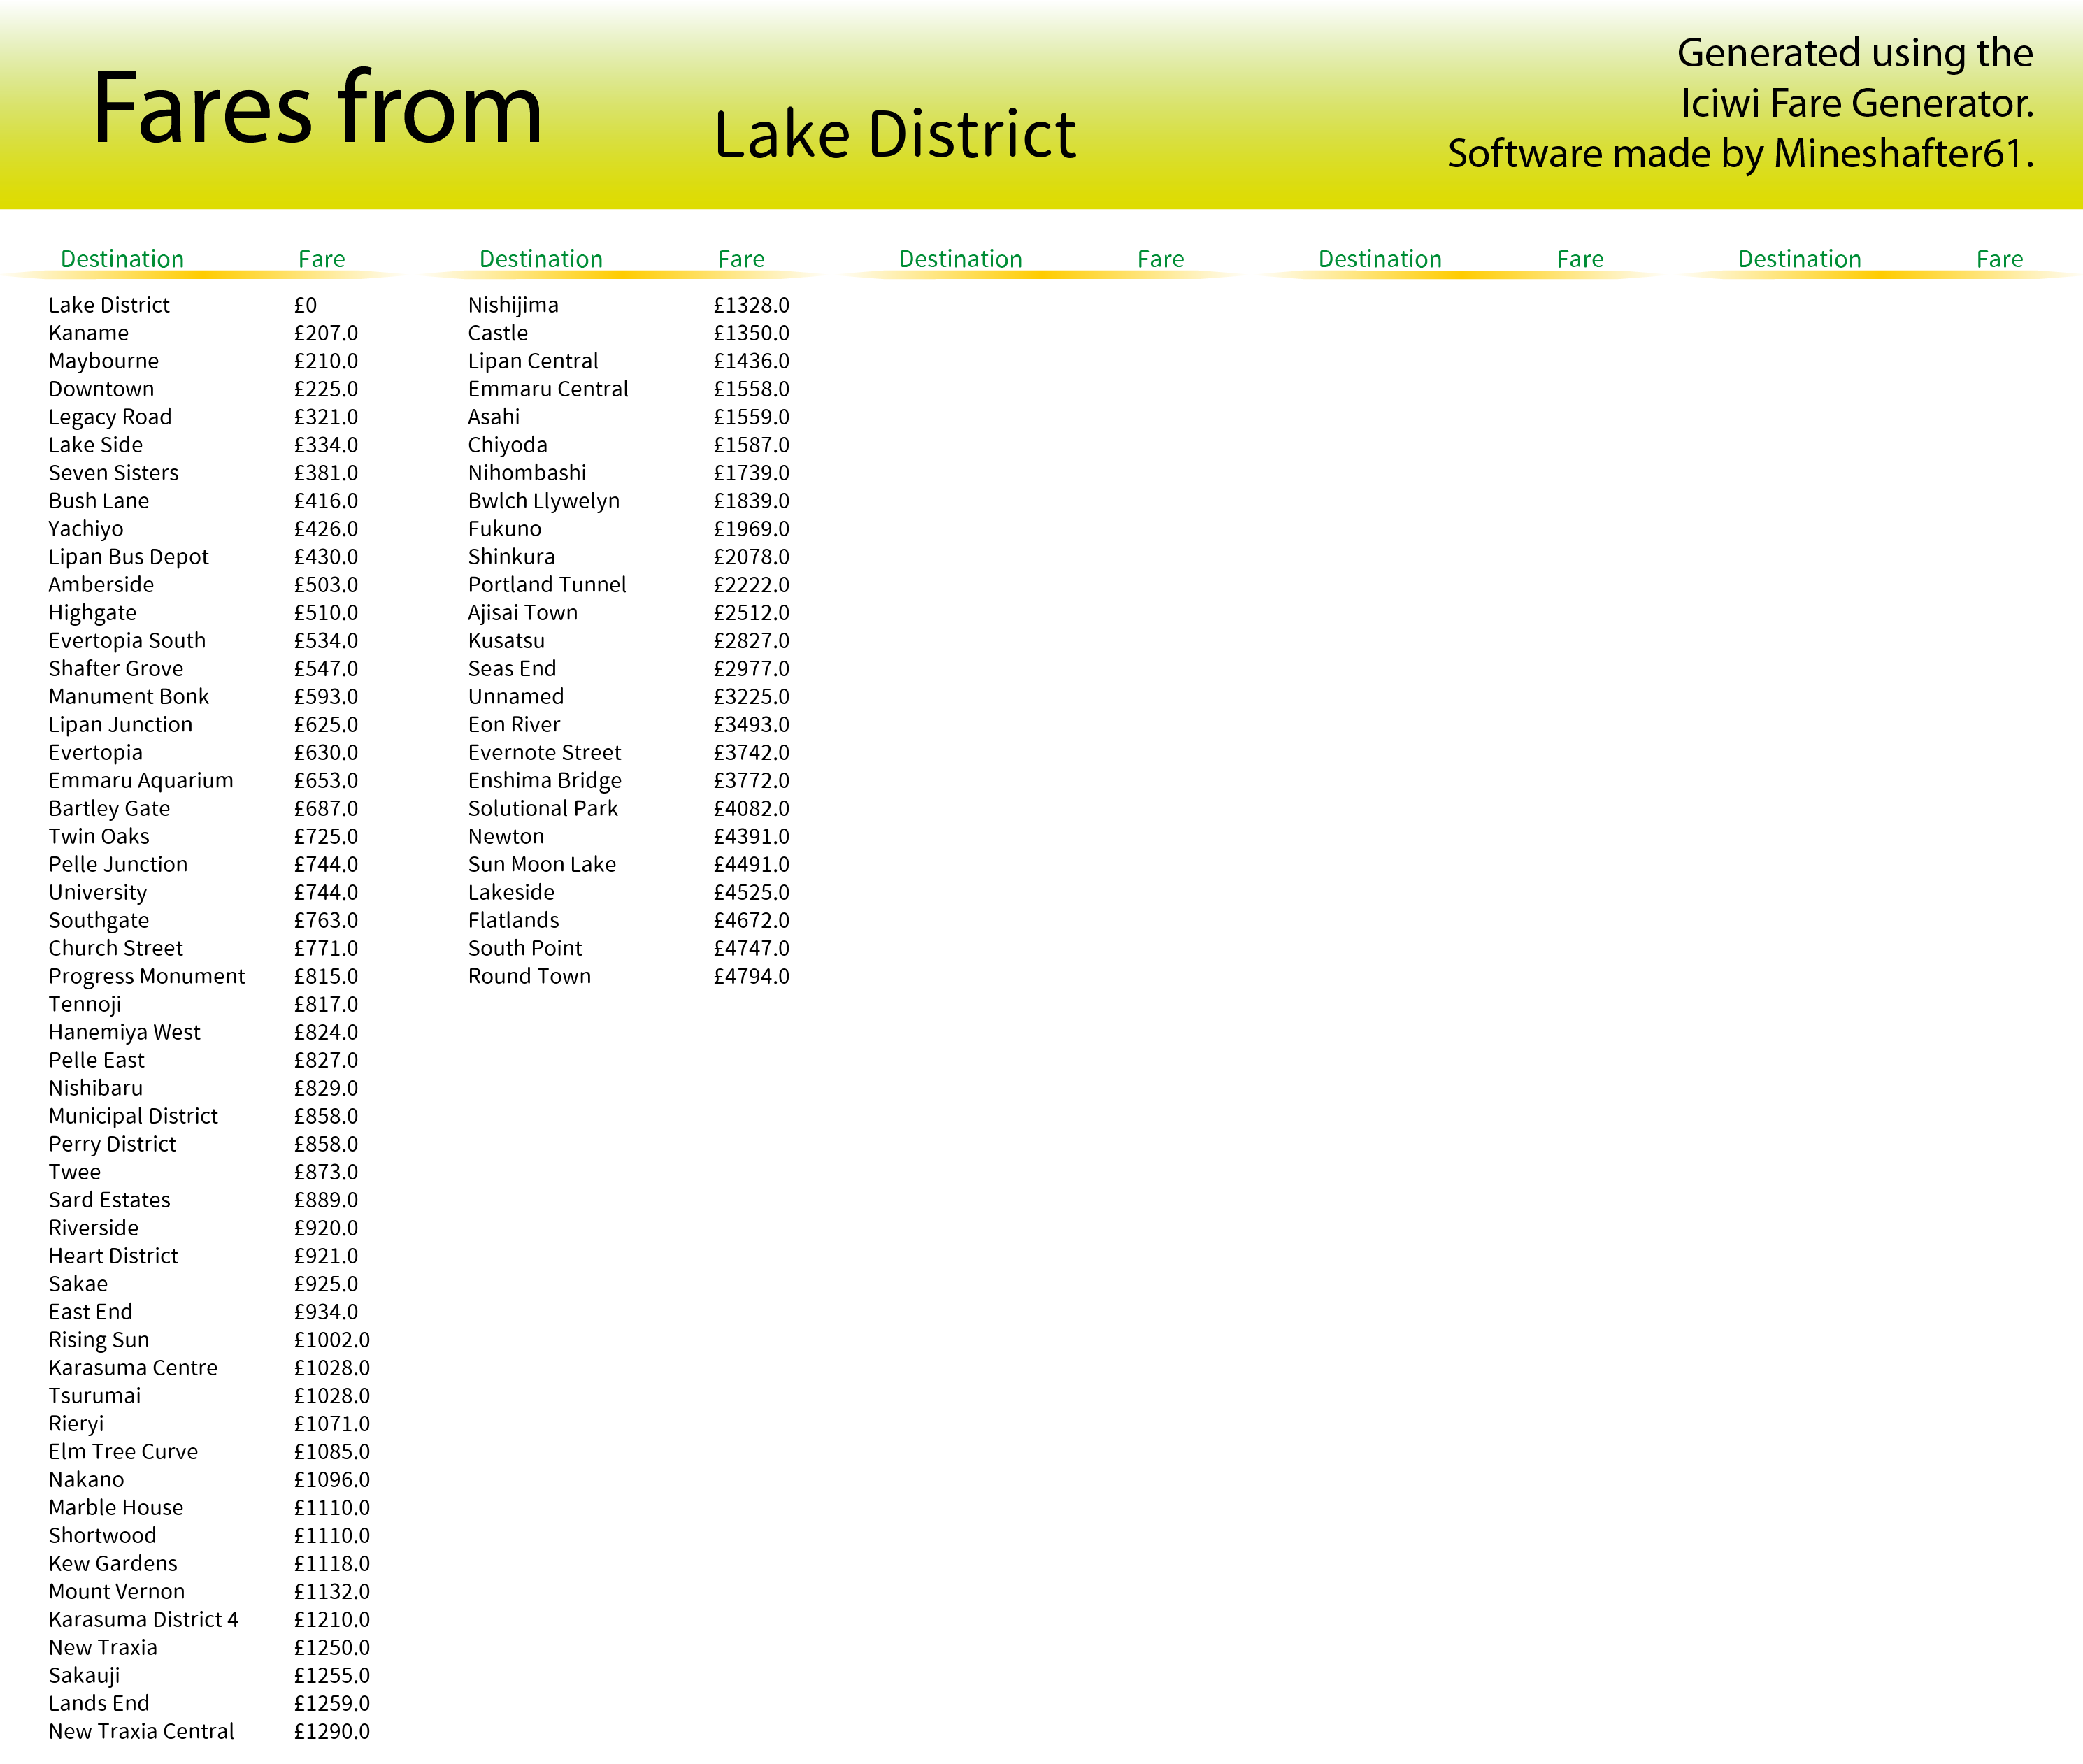 Fares from
Lake District
Generated using the
Iciwi Fare Generator.
Software made by Mineshafter61.
Destination Fare
Lake District £0
Kaname £207.0
Maybourne £210.0
Downtown £225.0
Legacy Road £321.0
Lake Side £334.0
Seven Sisters £381.0
Bush Lane £416.0
Yachiyo £426.0
Lipan Bus Depot £430.0
Amberside £503.0
Highgate £510.0
Evertopia South £534.0
Shafter Grove £547.0
Manument Bonk £593.0
Lipan Junction £625.0
Evertopia £630.0
Emmaru Aquarium £653.0
Bartley Gate £687.0
Twin Oaks £725.0
Pelle Junction £744.0
University £744.0
Southgate £763.0
Church Street £771.0
Progress Monument £815.0
Tennoji £817.0
Hanemiya West £824.0
Pelle East £827.0
Nishibaru £829.0
Municipal District £858.0
Perry District £858.0
Twee £873.0
Sard Estates £889.0
Riverside £920.0
Heart District £921.0
Sakae £925.0
East End £934.0
Rising Sun £1002.0
Karasuma Centre £1028.0
Tsurumai £1028.0
Rieryi £1071.0
Elm Tree Curve £1085.0
Nakano £1096.0
Marble House £1110.0
Shortwood £1110.0
Kew Gardens £1118.0
Mount Vernon £1132.0
Karasuma District 4 £1210.0
New Traxia £1250.0
Sakauji £1255.0
Lands End £1259.0
New Traxia Central £1290.0
Destination Fare
Nishijima £1328.0
Castle £1350.0
Lipan Central £1436.0
Emmaru Central £1558.0
Asahi £1559.0
Chiyoda £1587.0
Nihombashi £1739.0
Bwlch Llywelyn £1839.0
Fukuno £1969.0
Shinkura £2078.0
Portland Tunnel £2222.0
Ajisai Town £2512.0
Kusatsu £2827.0
Seas End £2977.0
Unnamed £3225.0
Eon River £3493.0
Evernote Street £3742.0
Enshima Bridge £3772.0
Solutional Park £4082.0
Newton £4391.0
Sun Moon Lake £4491.0
Lakeside £4525.0
Flatlands £4672.0
South Point £4747.0
Round Town £4794.0
Destination Fare
Destination Fare
Destination Fare